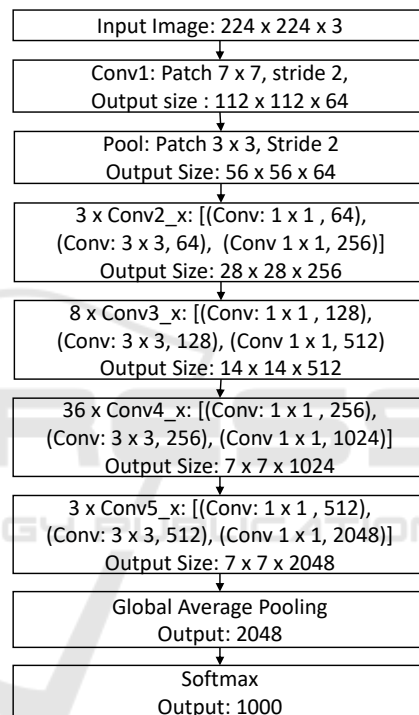 Input Image: 224 x 224 x 3
Conv1: Patch 7 x 7, stride 2,
Output size : 112 x 112 x 64
Pool: Patch 3 x 3, Stride 2
Output Size: 56 x 56 x 64
3 x Conv2_x: [(Conv: 1 x 1 , 64),
(Conv: 3 x 3, 64),  (Conv 1 x 1, 256)]
Output Size: 28 x 28 x 256
8 x Conv3_x: [(Conv: 1 x 1 , 128),
(Conv: 3 x 3, 128), (Conv 1 x 1, 512)
Output Size: 14 x 14 x 512
36 x Conv4_x: [(Conv: 1 x 1 , 256),
(Conv: 3 x 3, 256), (Conv 1 x 1, 1024)]
Output Size: 7 x 7 x 1024
3 x Conv5_x: [(Conv: 1 x 1 , 512),
(Conv: 3 x 3, 512), (Conv 1 x 1, 2048)]
Output Size: 7 x 7 x 2048
Global Average Pooling
Output: 2048
Softmax
Output: 1000